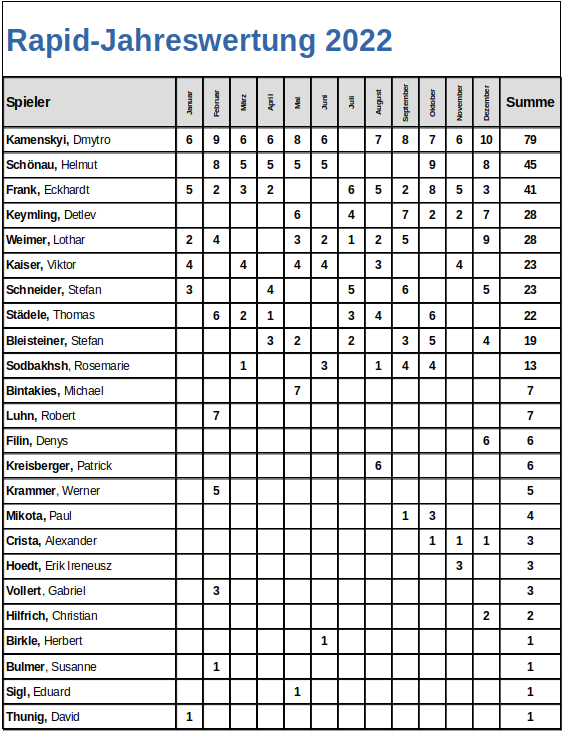 Rapid-Jahreswertung 2022
Spieler Januar Februar März April Mai Juni Juli August September Oktober November Dezember Summe
Kamenskyi, Dmytro 6 9 6 6 8 6 7 8 7 6 10 79
Schönau, Helmut 8 5 5 5 5 9 8 45
Frank, Eckhardt 5 2 3 2 6 5 2 8 5 3 41
Keymling, Detlev 6 4 7 2 2 7 28
Weimer, Lothar 2 4 3 2 1 2 5 9 28
Kaiser, Viktor 4 4 4 4 3 4 23
Schneider, Stefan 3 4 5 6 5 23
Städele, Thomas 6 2 1 3 4 6 22
Bleisteiner, Stefan 3 2 2 3 5 4 19
Sodbakhsh, Rosemarie 1 3 1 4 4 13
Bintakies, Michael 7 7
Luhn, Robert 7 7
Filin, Denys 6 6
Kreisberger, Patrick 6 6
Krammer, Werner 5 5
Mikota, Paul 1 3 4
Crista, Alexander 1 1 1 3
Hoedt, Erik Ireneusz 3 3
Vollert, Gabriel 3 3
Hilfrich, Christian 2 2
Birkle, Herbert 1 1
Bulmer, Susanne 1 1
Sigl, Eduard 1 1
Thunig, David 1 1